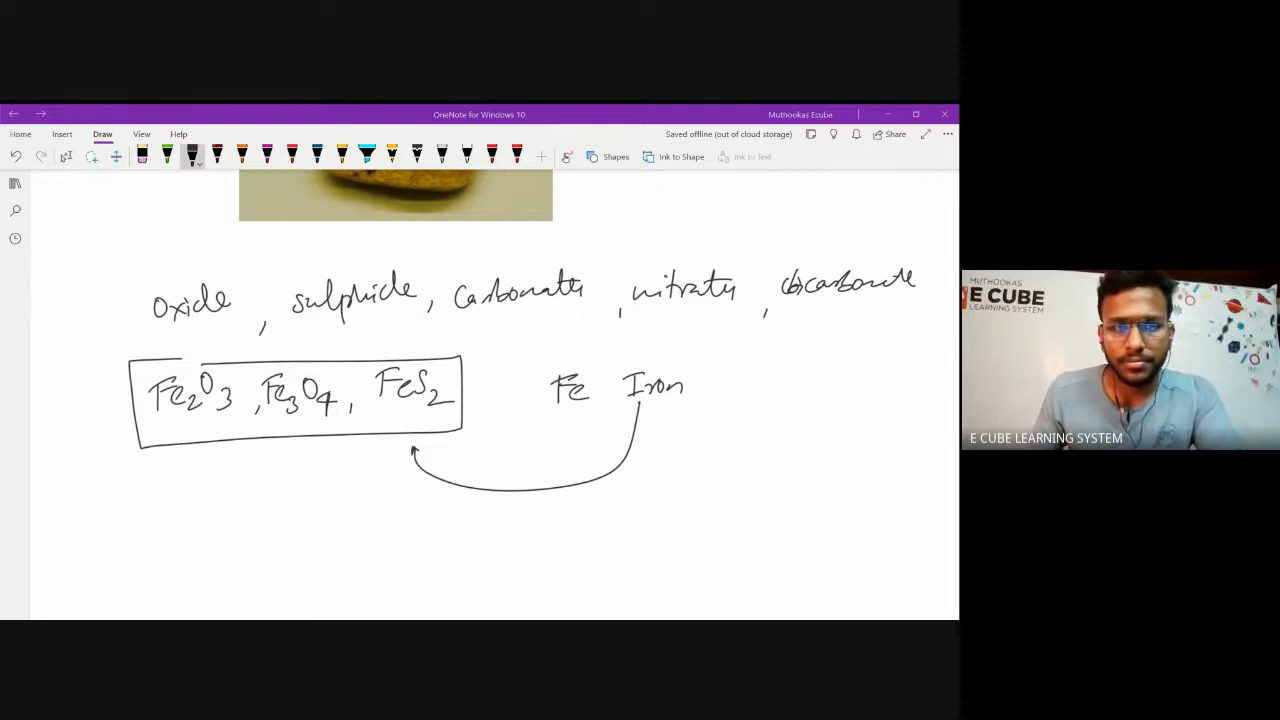 OneNote for Windows 10
Muthookas Ecube
Home Insert Draw View Help
Saved offline (out of cloud storage) Share
Shapes Ink to Shape Ink to Text
oxide, sulphide, carbonate, nitrate, bicarbonate
Fe₂O₃, Fe₃O₄, FeS₂ Fe Iron
MUTHOOKAS
E CUBE
LEARNING SYSTEM
E CUBE LEARNING SYSTEM